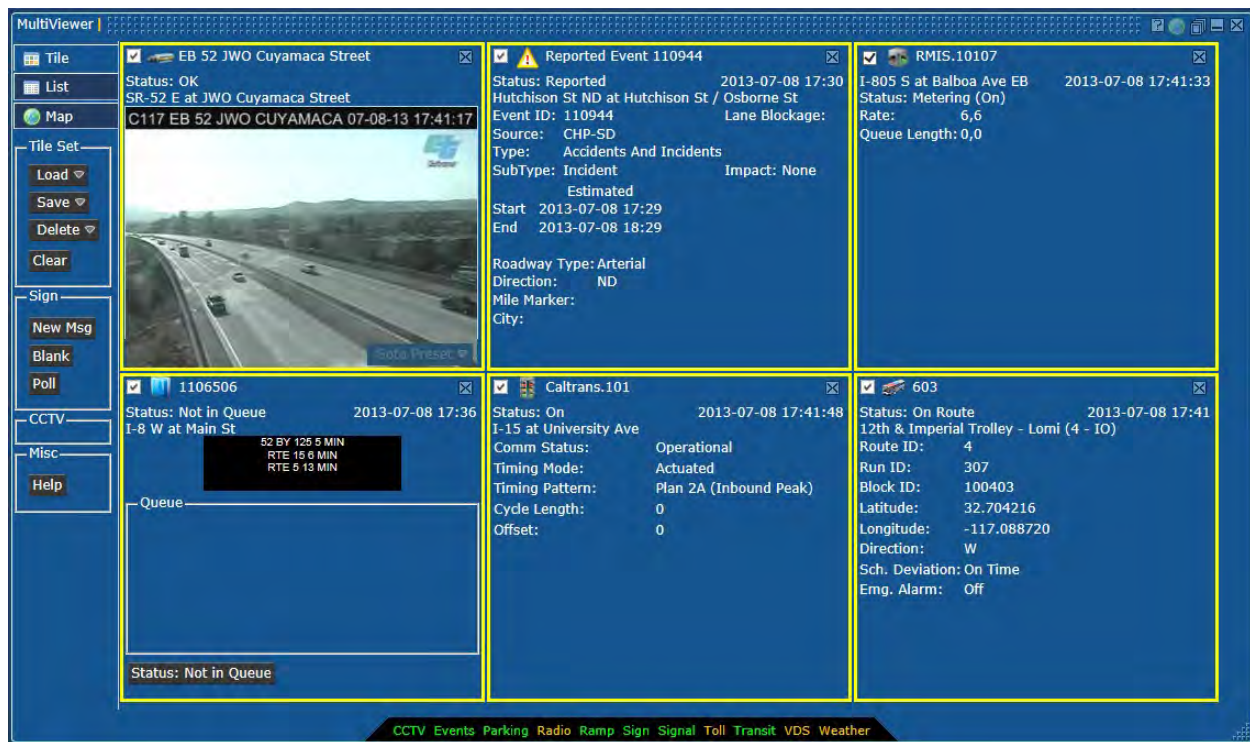 MultiViewer
Tile
List
Map
Tile Set
Load
Save
Delete
Clear
Sign
New Msg
Blank
Poll
CCTV
Misc
Help
EB 52 JWO Cuyamaca Street
Status: OK
SR-52 E at JWO Cuyamaca Street
C117 EB 52 JWO CUYAMACA 07-08-13 17:41:17
Caltrans
Goto Preset
Reported Event 110944
Status: Reported 2013-07-08 17:30
Hutchison St ND at Hutchison St / Osborne St
Event ID: 110944 Lane Blockage:
Source: CHP-SD
Type: Accidents And Incidents
SubType: Incident Impact: None
Estimated
Start 2013-07-08 17:29
End 2013-07-08 18:29
Roadway Type: Arterial
Direction: ND
Mile Marker:
City:
RMIS.10107
I-805 S at Balboa Ave EB 2013-07-08 17:41:33
Status: Metering (On)
Rate: 6,6
Queue Length: 0,0
1106506
Status: Not in Queue 2013-07-08 17:36
I-8 W at Main St
52 BY 125 5 MIN
RTE 15 6 MIN
RTE 5 13 MIN
Queue
Status: Not in Queue
Caltrans.101
Status: On 2013-07-08 17:41:48
I-15 at University Ave
Comm Status: Operational
Timing Mode: Actuated
Timing Pattern: Plan 2A (Inbound Peak)
Cycle Length: 0
Offset: 0
603
Status: On Route 2013-07-08 17:41
12th & Imperial Trolley - Lomi (4 - IO)
Route ID: 4
Run ID: 307
Block ID: 100403
Latitude: 32.704216
Longitude: -117.088720
Direction: W
Sch. Deviation: On Time
Emg. Alarm: Off
CCTV Events Parking Radio Ramp Sign Signal Toll Transit VDS Weather